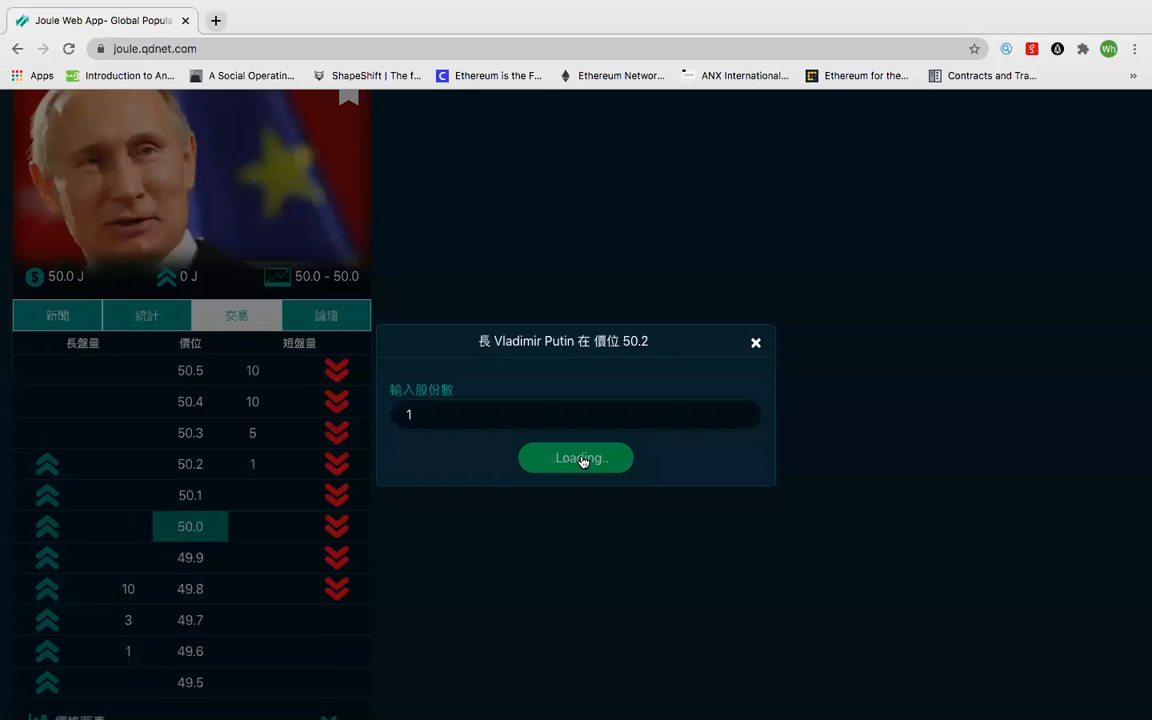 Joule Web App- Global Popula
joule.qdnet.com
Wh
Apps
Introduction to An...
A Social Operatin...
ShapeShift | The f...
Ethereum is the F...
Ethereum Networ...
ANX International...
Ethereum for the...
Contracts and Tra...
»
50.0 J
0 J
50.0 - 50.0
新聞
統計
交易
論壇
長盤量
價位
短盤量
50.5 10
50.4 10
50.3 5
50.2 1
50.1
50.0
49.9
10 49.8
3 49.7
1 49.6
49.5
價格圖表
長 Vladimir Putin 在 價位 50.2
輸入股份數
1
Loading..